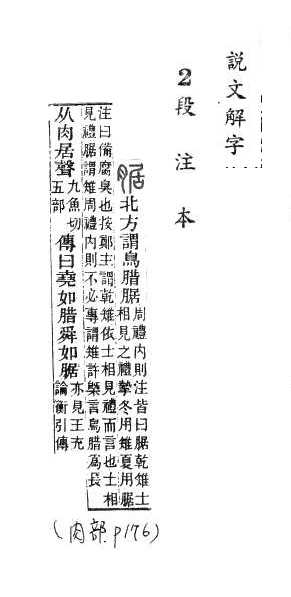 說文解字
2段注本
腒 北方謂鳥腊腒
周禮內則注皆曰腒乾雉士
相見之禮摯冬用雉夏用腒
注曰備腐臭也按鄭主謂乾雉依士相見禮而言也士相
見禮腒謂雉周禮內則不必專謂雉許槩言鳥腊爲長
从肉居聲
九魚切
五部
傳曰堯如腊舜如腒
亦見王充
論衡引傳
(肉部 P176)